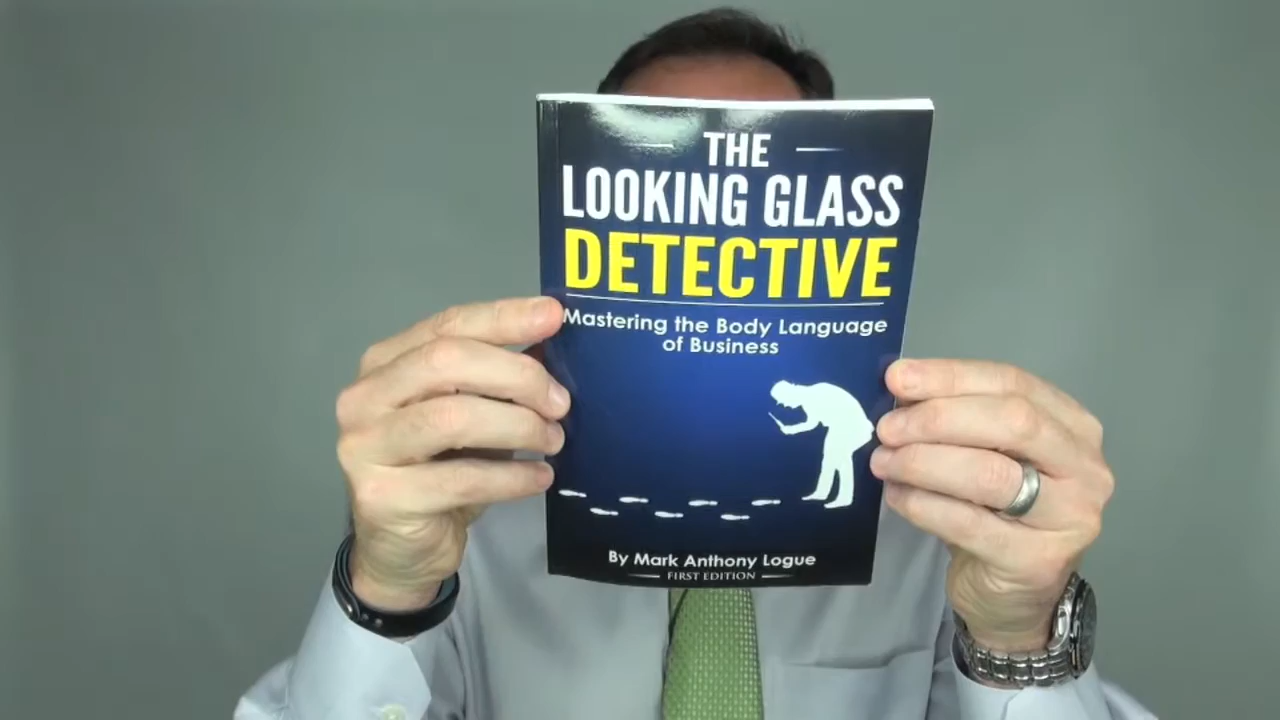 THE
LOOKING GLASS
DETECTIVE
Mastering the Body Language
of Business
By Mark Anthony Logue
FIRST EDITION